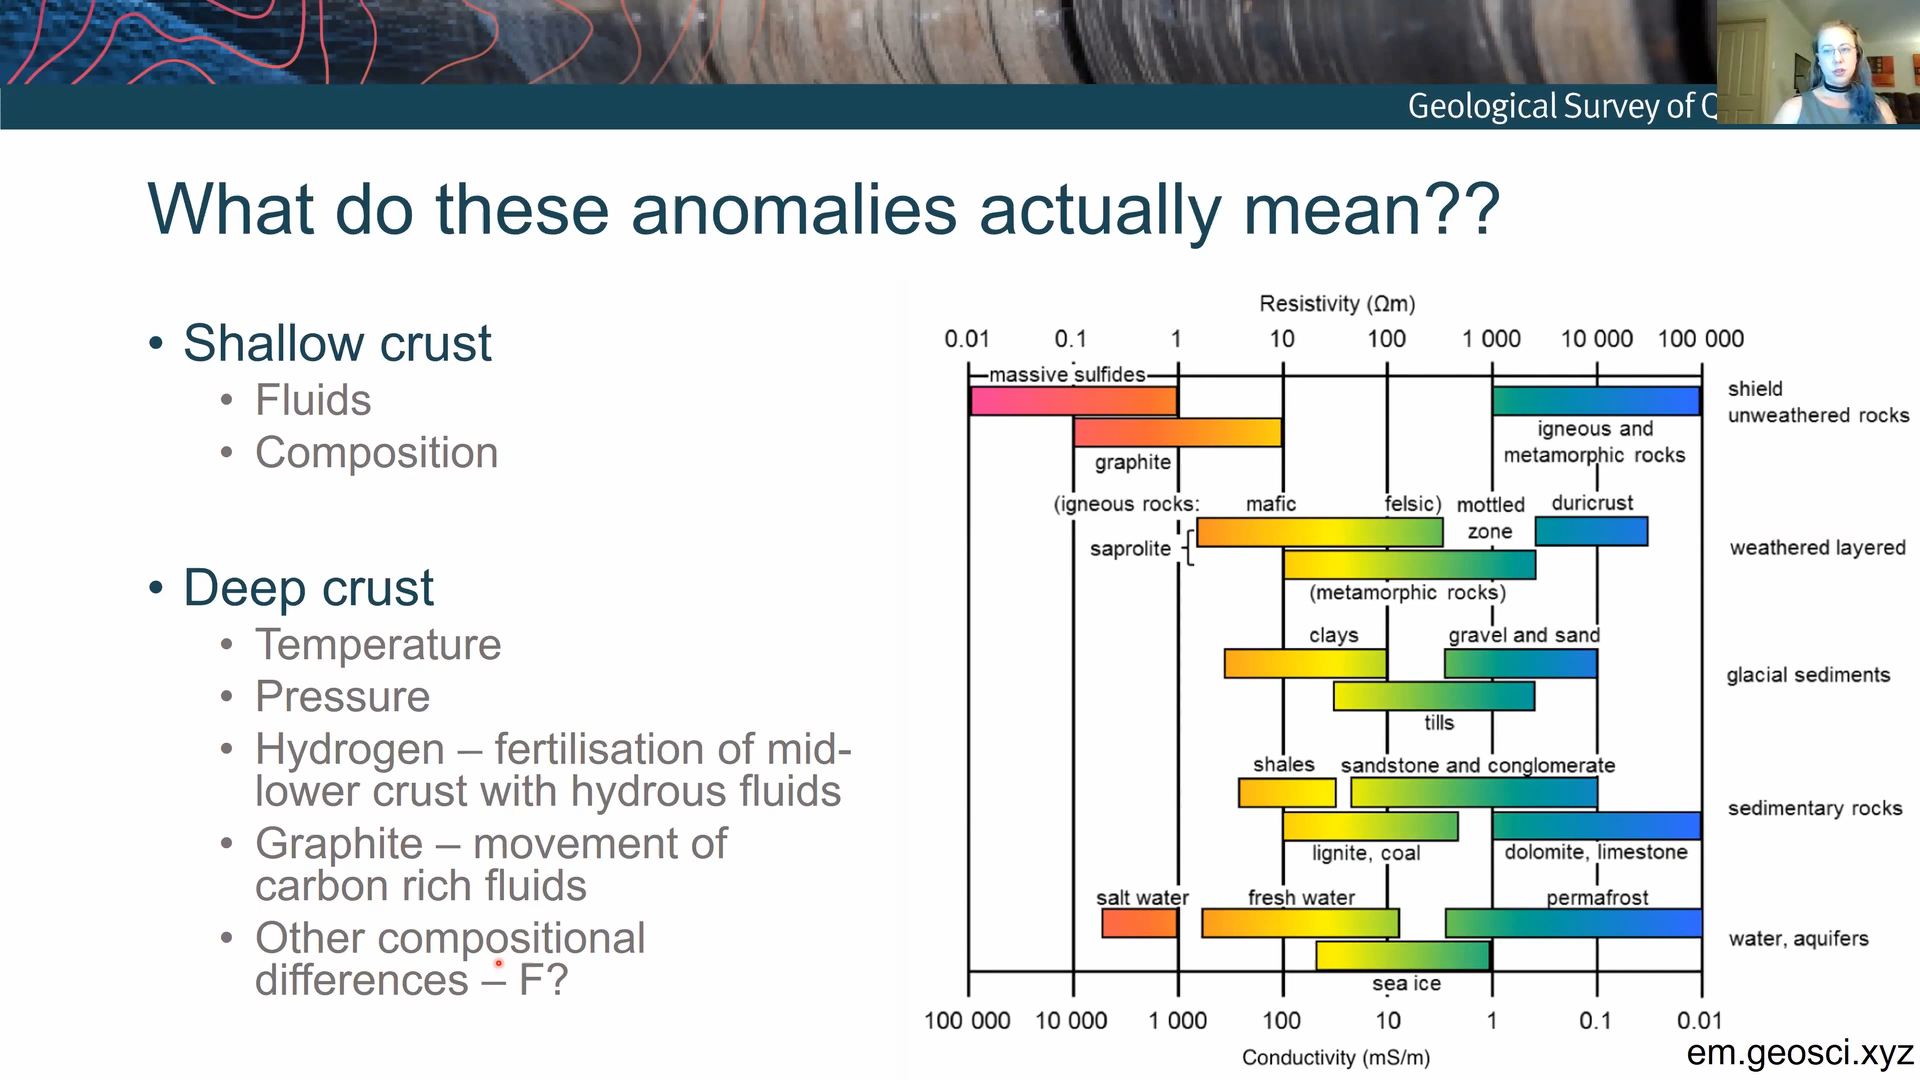 Geological Survey of Q
What do these anomalies actually mean??
• Shallow crust
• Fluids
• Composition
• Deep crust
• Temperature
• Pressure
• Hydrogen – fertilisation of mid-
lower crust with hydrous fluids
• Graphite – movement of
carbon rich fluids
• Other compositional
differences – F?
Resistivity (Ωm)
0.01 0.1 1 10 100 1 000 10 000 100 000
massive sulfides
graphite
igneous and
metamorphic rocks
shield
unweathered rocks
(igneous rocks: mafic felsic) mottled
zone
duricrust
saprolite
(metamorphic rocks)
weathered layered
clays gravel and sand
tills
glacial sediments
shales sandstone and conglomerate
lignite, coal dolomite, limestone
sedimentary rocks
salt water fresh water permafrost
sea ice
water, aquifers
100 000 10 000 1 000 100 10 1 0.1 0.01
Conductivity (mS/m)
em.geosci.xyz